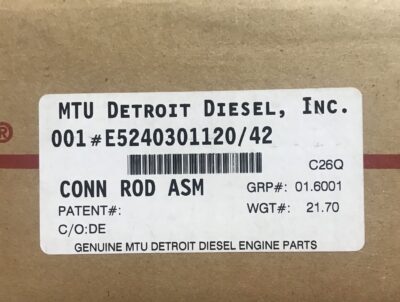 MTU DETROIT DIESEL, INC.
001#E5240301120/42
C26Q
CONN ROD ASM
GRP#: 01.6001
PATENT#:
WGT#: 21.70
C/O:DE
GENUINE MTU DETROIT DIESEL ENGINE PARTS
®